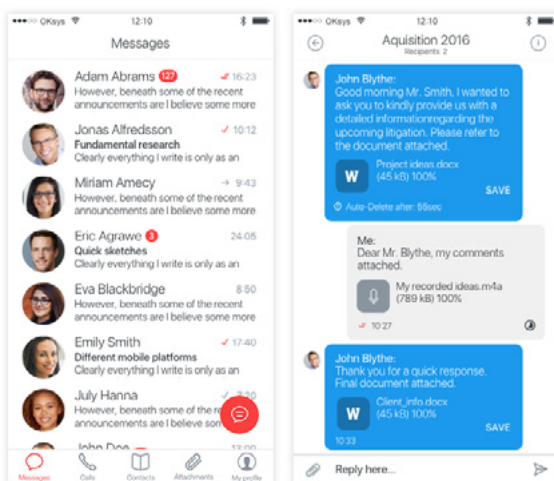 OKsys 12:10
Messages
Adam Abrams 127 16:23
However, beneath some of the recent
announcements are I believe some more
Jonas Alfredsson 10:12
Fundamental research
Clearly everything I write is only as an
Miriam Amecy 9:43
However, beneath some of the recent
announcements are I believe some more
Eric Agrawe 3 24:05
Quick sketches
Clearly everything I write is only as an
Eva Blackbridge 8:50
However, beneath some of the recent
announcements are I believe some more
Emily Smith 17:40
Different mobile platforms
Clearly everything I write is only as an
July Hanna 7:20
However, beneath some of the
announcements are I believe
John Doe 13:00
Messages Calls Contacts Attachments My profile
OKsys 12:10
Aquisition 2016
Recipients 2
John Blythe:
Good morning Mr. Smith, I wanted to
ask you to kindly provide us with a
detailed informationregarding the
upcoming litigation. Please refer to
the document attached.
W
Project ideas.docx
(45 kB) 100%
SAVE
Auto-Delete after: 55sec
Me:
Dear Mr. Blythe, my comments
attached.
My recorded ideas.m4a
(789 kB) 100%
10:27
John Blythe:
Thank you for a quick response.
Final document attached.
W
Client_info.docx
(45 kB) 100%
SAVE
10:33
Reply here...